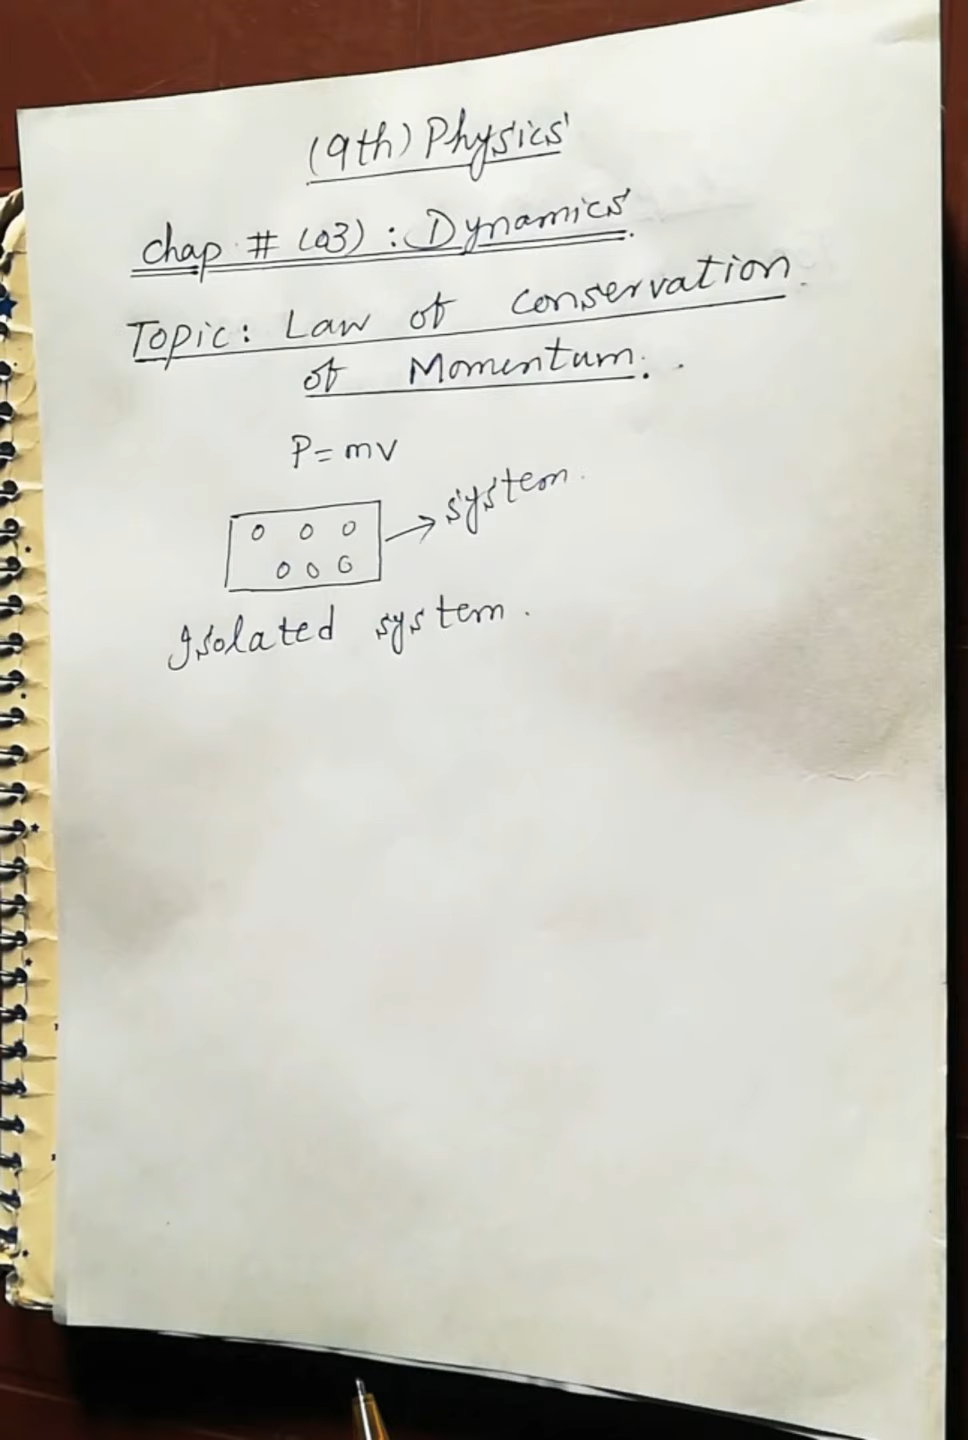 (9th) Physics
Chap # (03) : Dynamics.
Topic: Law of conservation
of Momentum.
P = mv
system.
Isolated system.